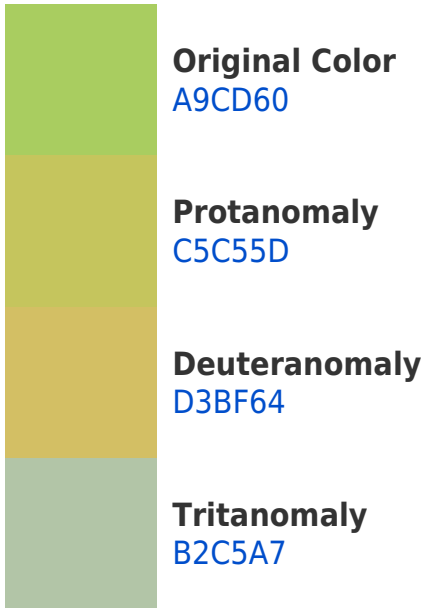 Original Color
A9CD60
Protanomaly
C5C55D
Deuteranomaly
D3BF64
Tritanomaly
B2C5A7